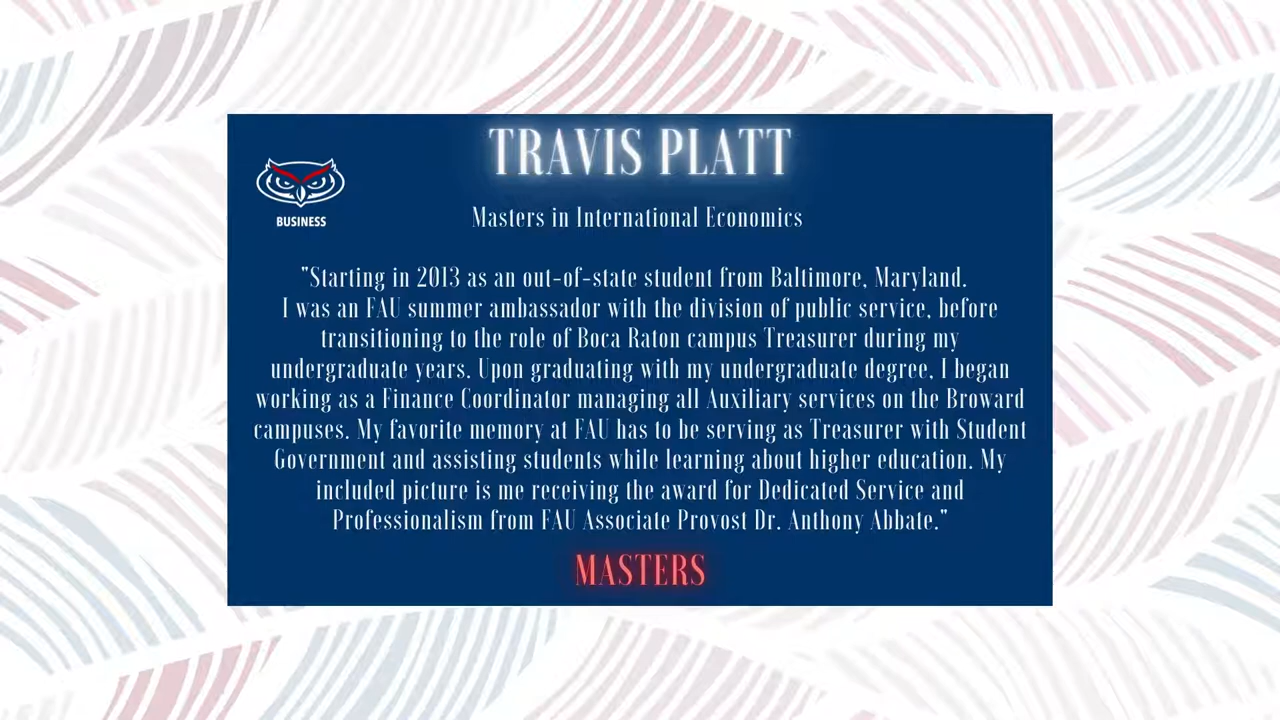 TRAVIS PLATT
BUSINESS
Masters in International Economics
"Starting in 2013 as an out-of-state student from Baltimore, Maryland.
I was an FAU summer ambassador with the division of public service, before
transitioning to the role of Boca Raton campus Treasurer during my
undergraduate years. Upon graduating with my undergraduate degree, I began
working as a Finance Coordinator managing all Auxiliary services on the Broward
campuses. My favorite memory at FAU has to be serving as Treasurer with Student
Government and assisting students while learning about higher education. My
included picture is me receiving the award for Dedicated Service and
Professionalism from FAU Associate Provost Dr. Anthony Abbate."
MASTERS